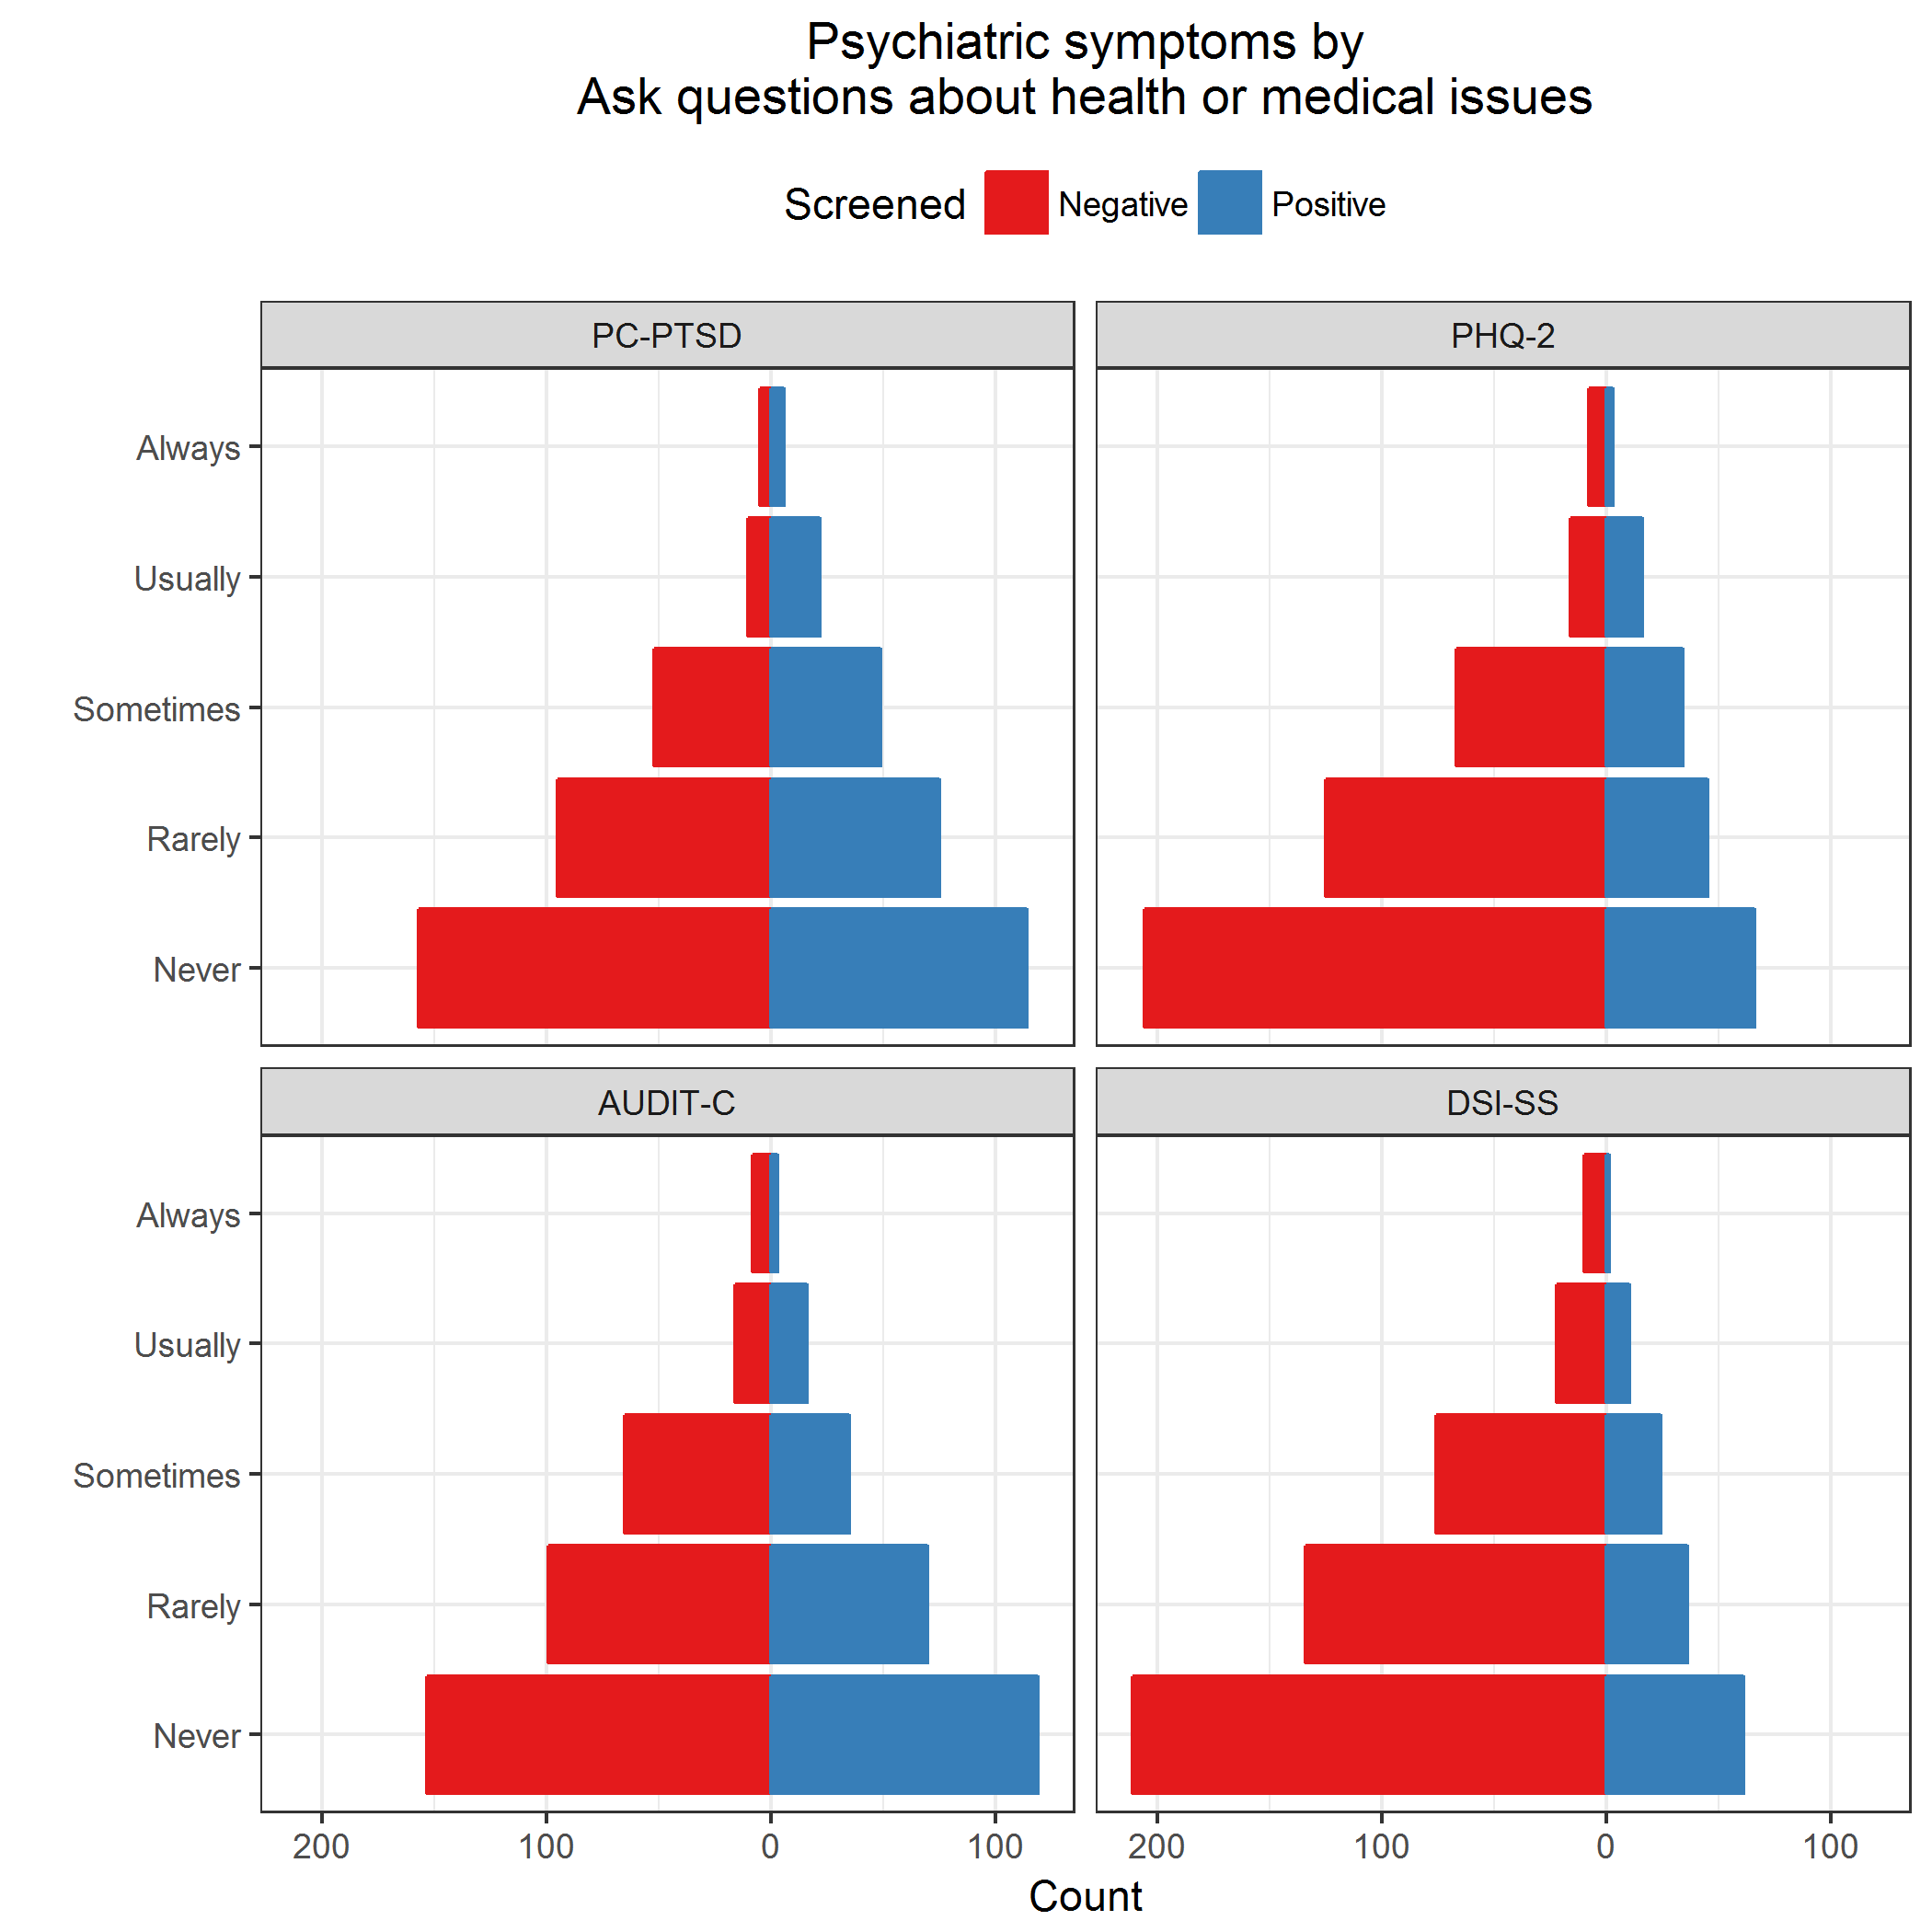 Psychiatric symptoms by
Ask questions about health or medical issues
Screened Negative Positive
PC-PTSD PHQ-2
Always
Usually
Sometimes
Rarely
Never
AUDIT-C DSI-SS
Always
Usually
Sometimes
Rarely
Never
200 100 0 100 200 100 0 100
Count